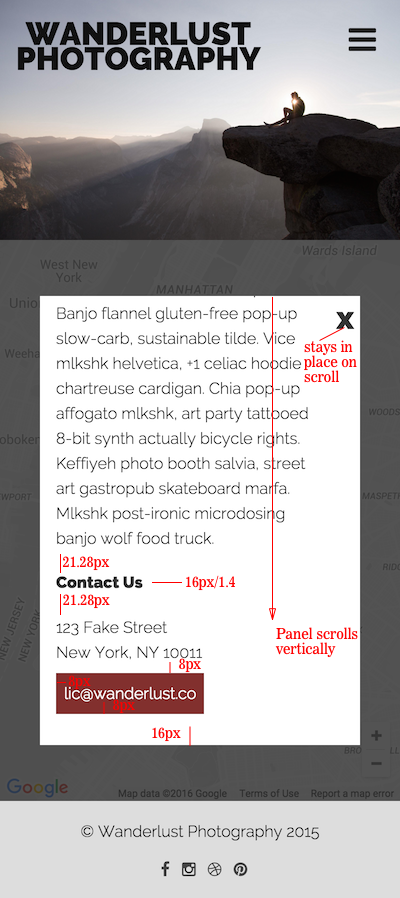 WANDERLUST
PHOTOGRAPHY
Wards Island
West New
York
MANHATTAN
Union
Banjo flannel gluten-free pop-up
X
slow-carb, sustainable tilde. Vice
stays in
place on
scroll
Weeha
mlkshk helvetica, +1 celiac hoodie
chartreuse cardigan. Chia pop-up
affogato mlkshk, art party tattooed
WOODS
oboken
8-bit synth actually bicycle rights.
Keffiyeh photo booth salvia, street
art gastropub skateboard marfa.
EWPORT
MASPETH
Mlkshk post-ironic microdosing
banjo wolf food truck.
21.28px
RIDG
Contact Us
16px/1.4
21.28px
NEW JERSEY
NEW YORK
123 Fake Street
Panel scrolls
vertically
New York, NY 10011
8px
8px
lic@wanderlust.co
8px
16px
+
BRO
−
Google
Map data ©2016 Google
Terms of Use
Report a map error
© Wanderlust Photography 2015